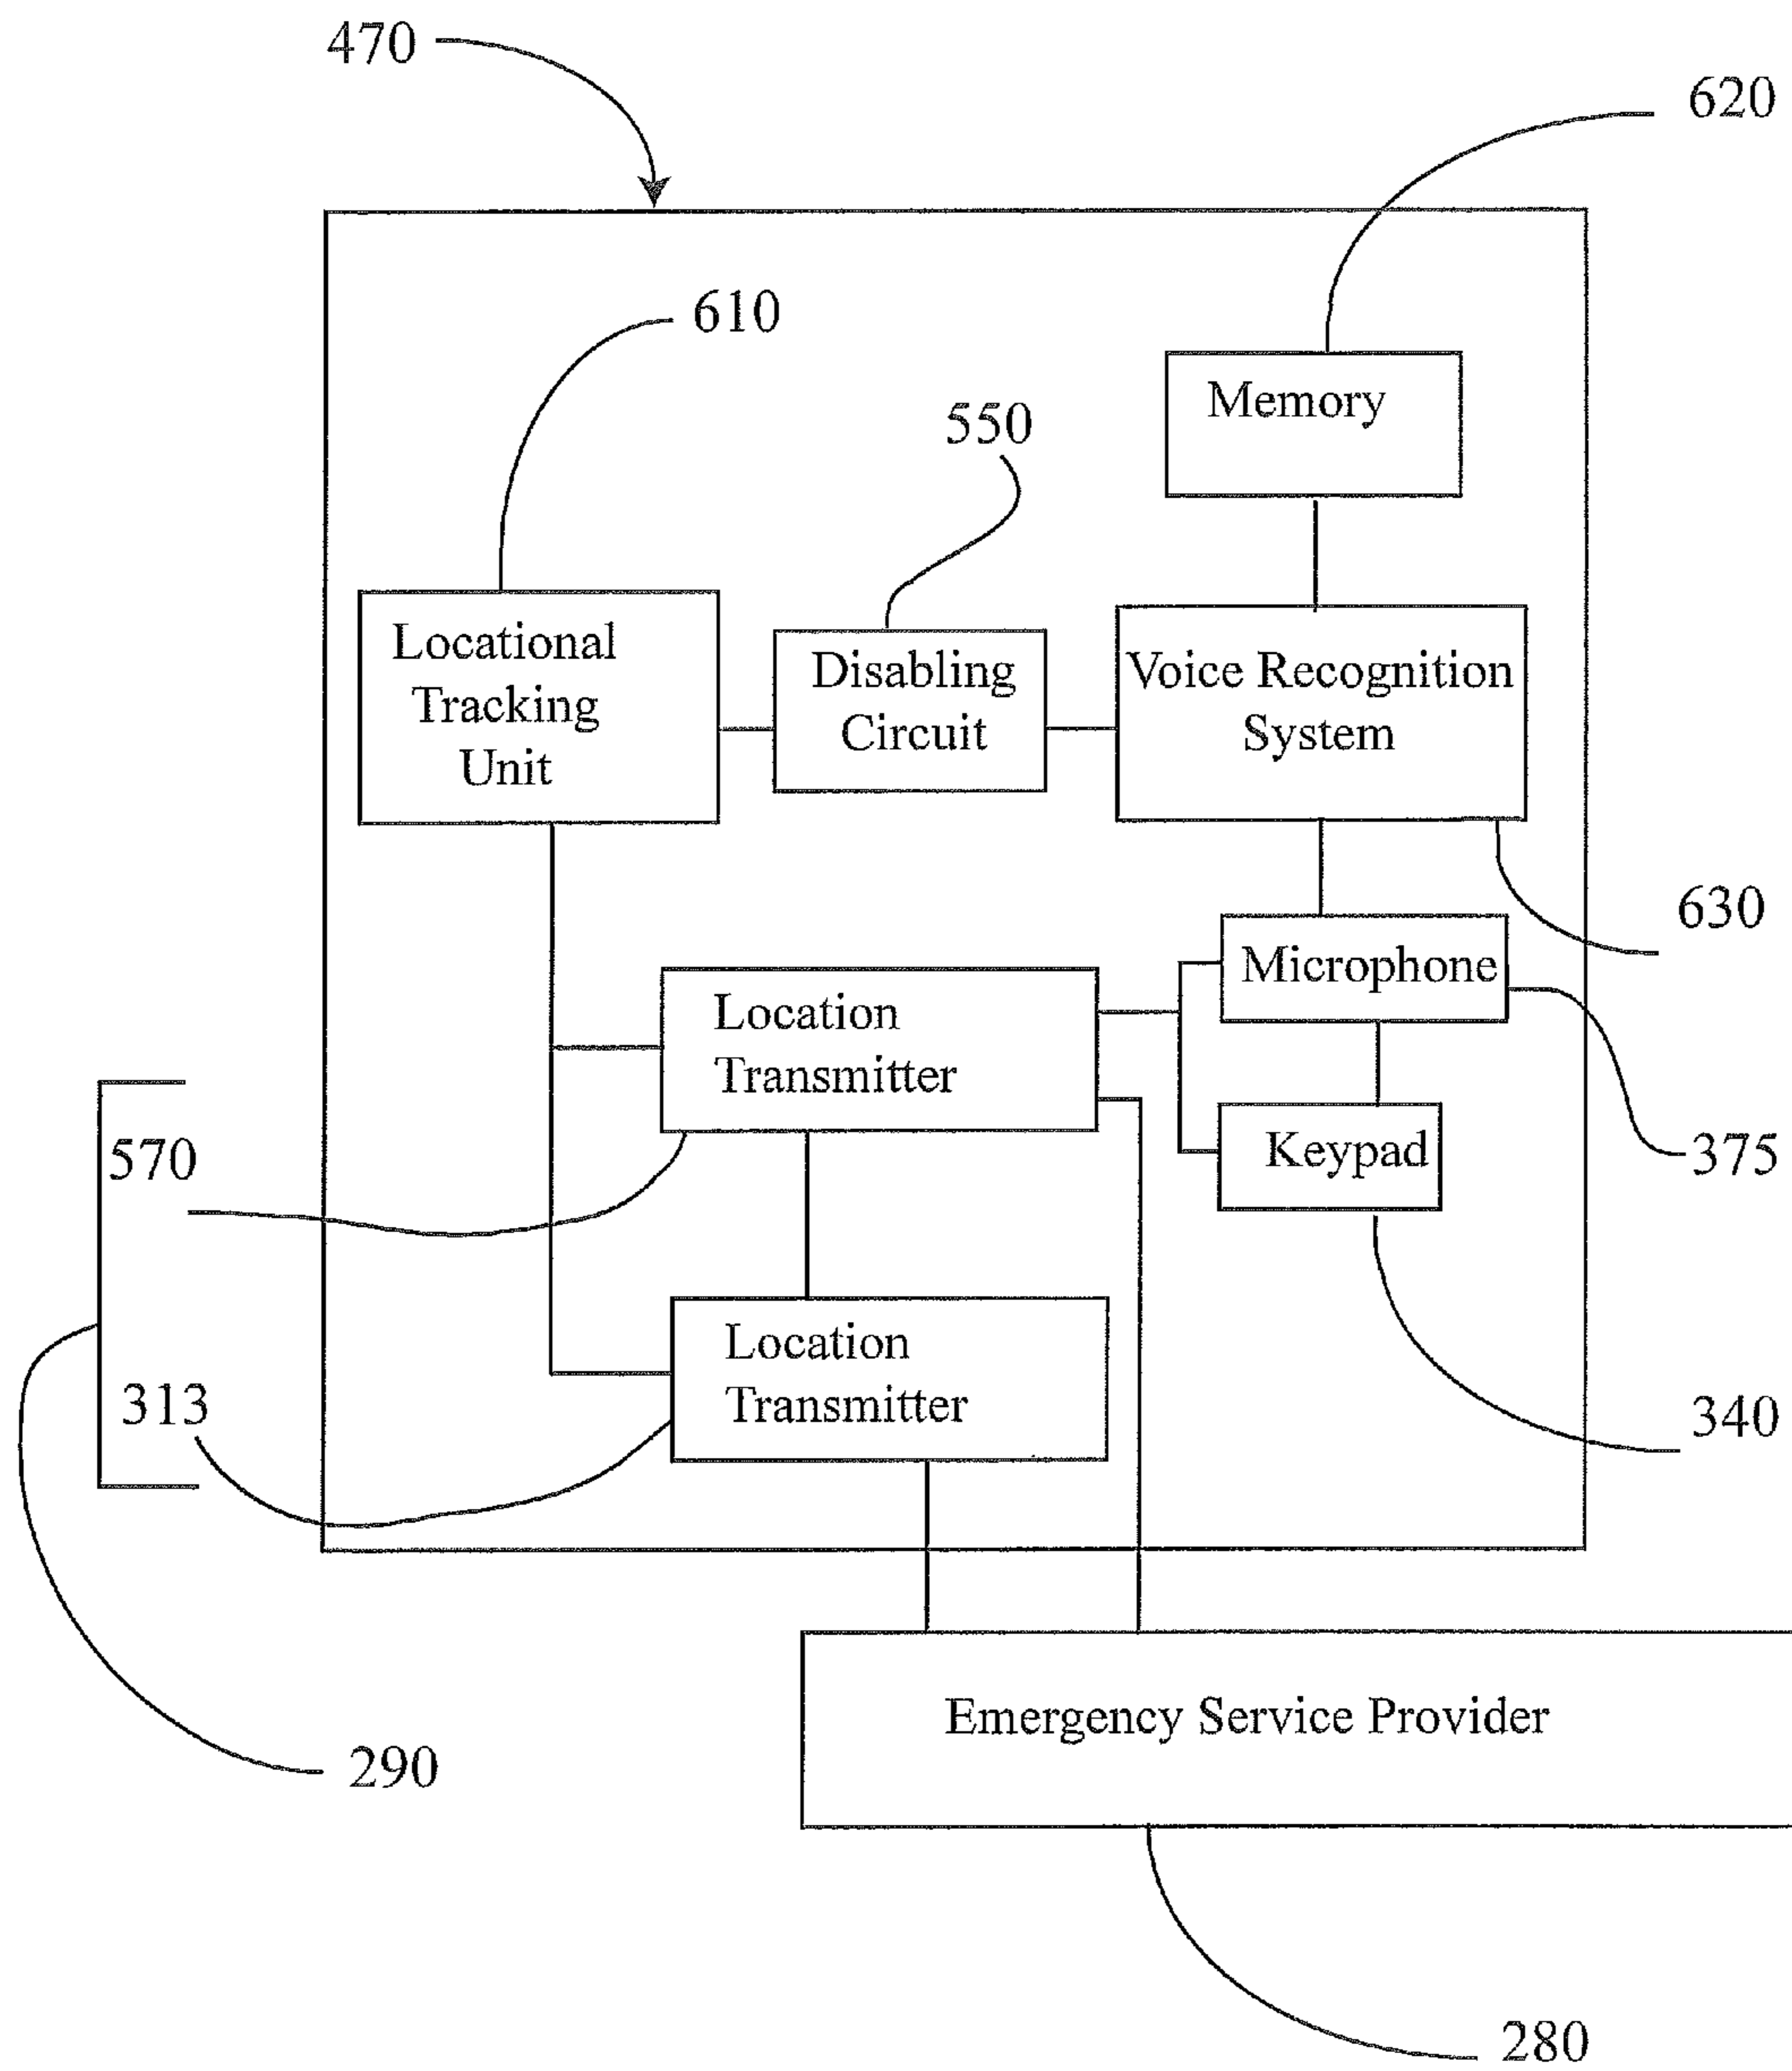 470
620
610
Memory
550
Locational
Tracking
Unit
Disabling
Circuit
Voice Recognition
System
630
Microphone
Location
Transmitter
Keypad
375
570
Location
Transmitter
313
340
Emergency Service Provider
290
280